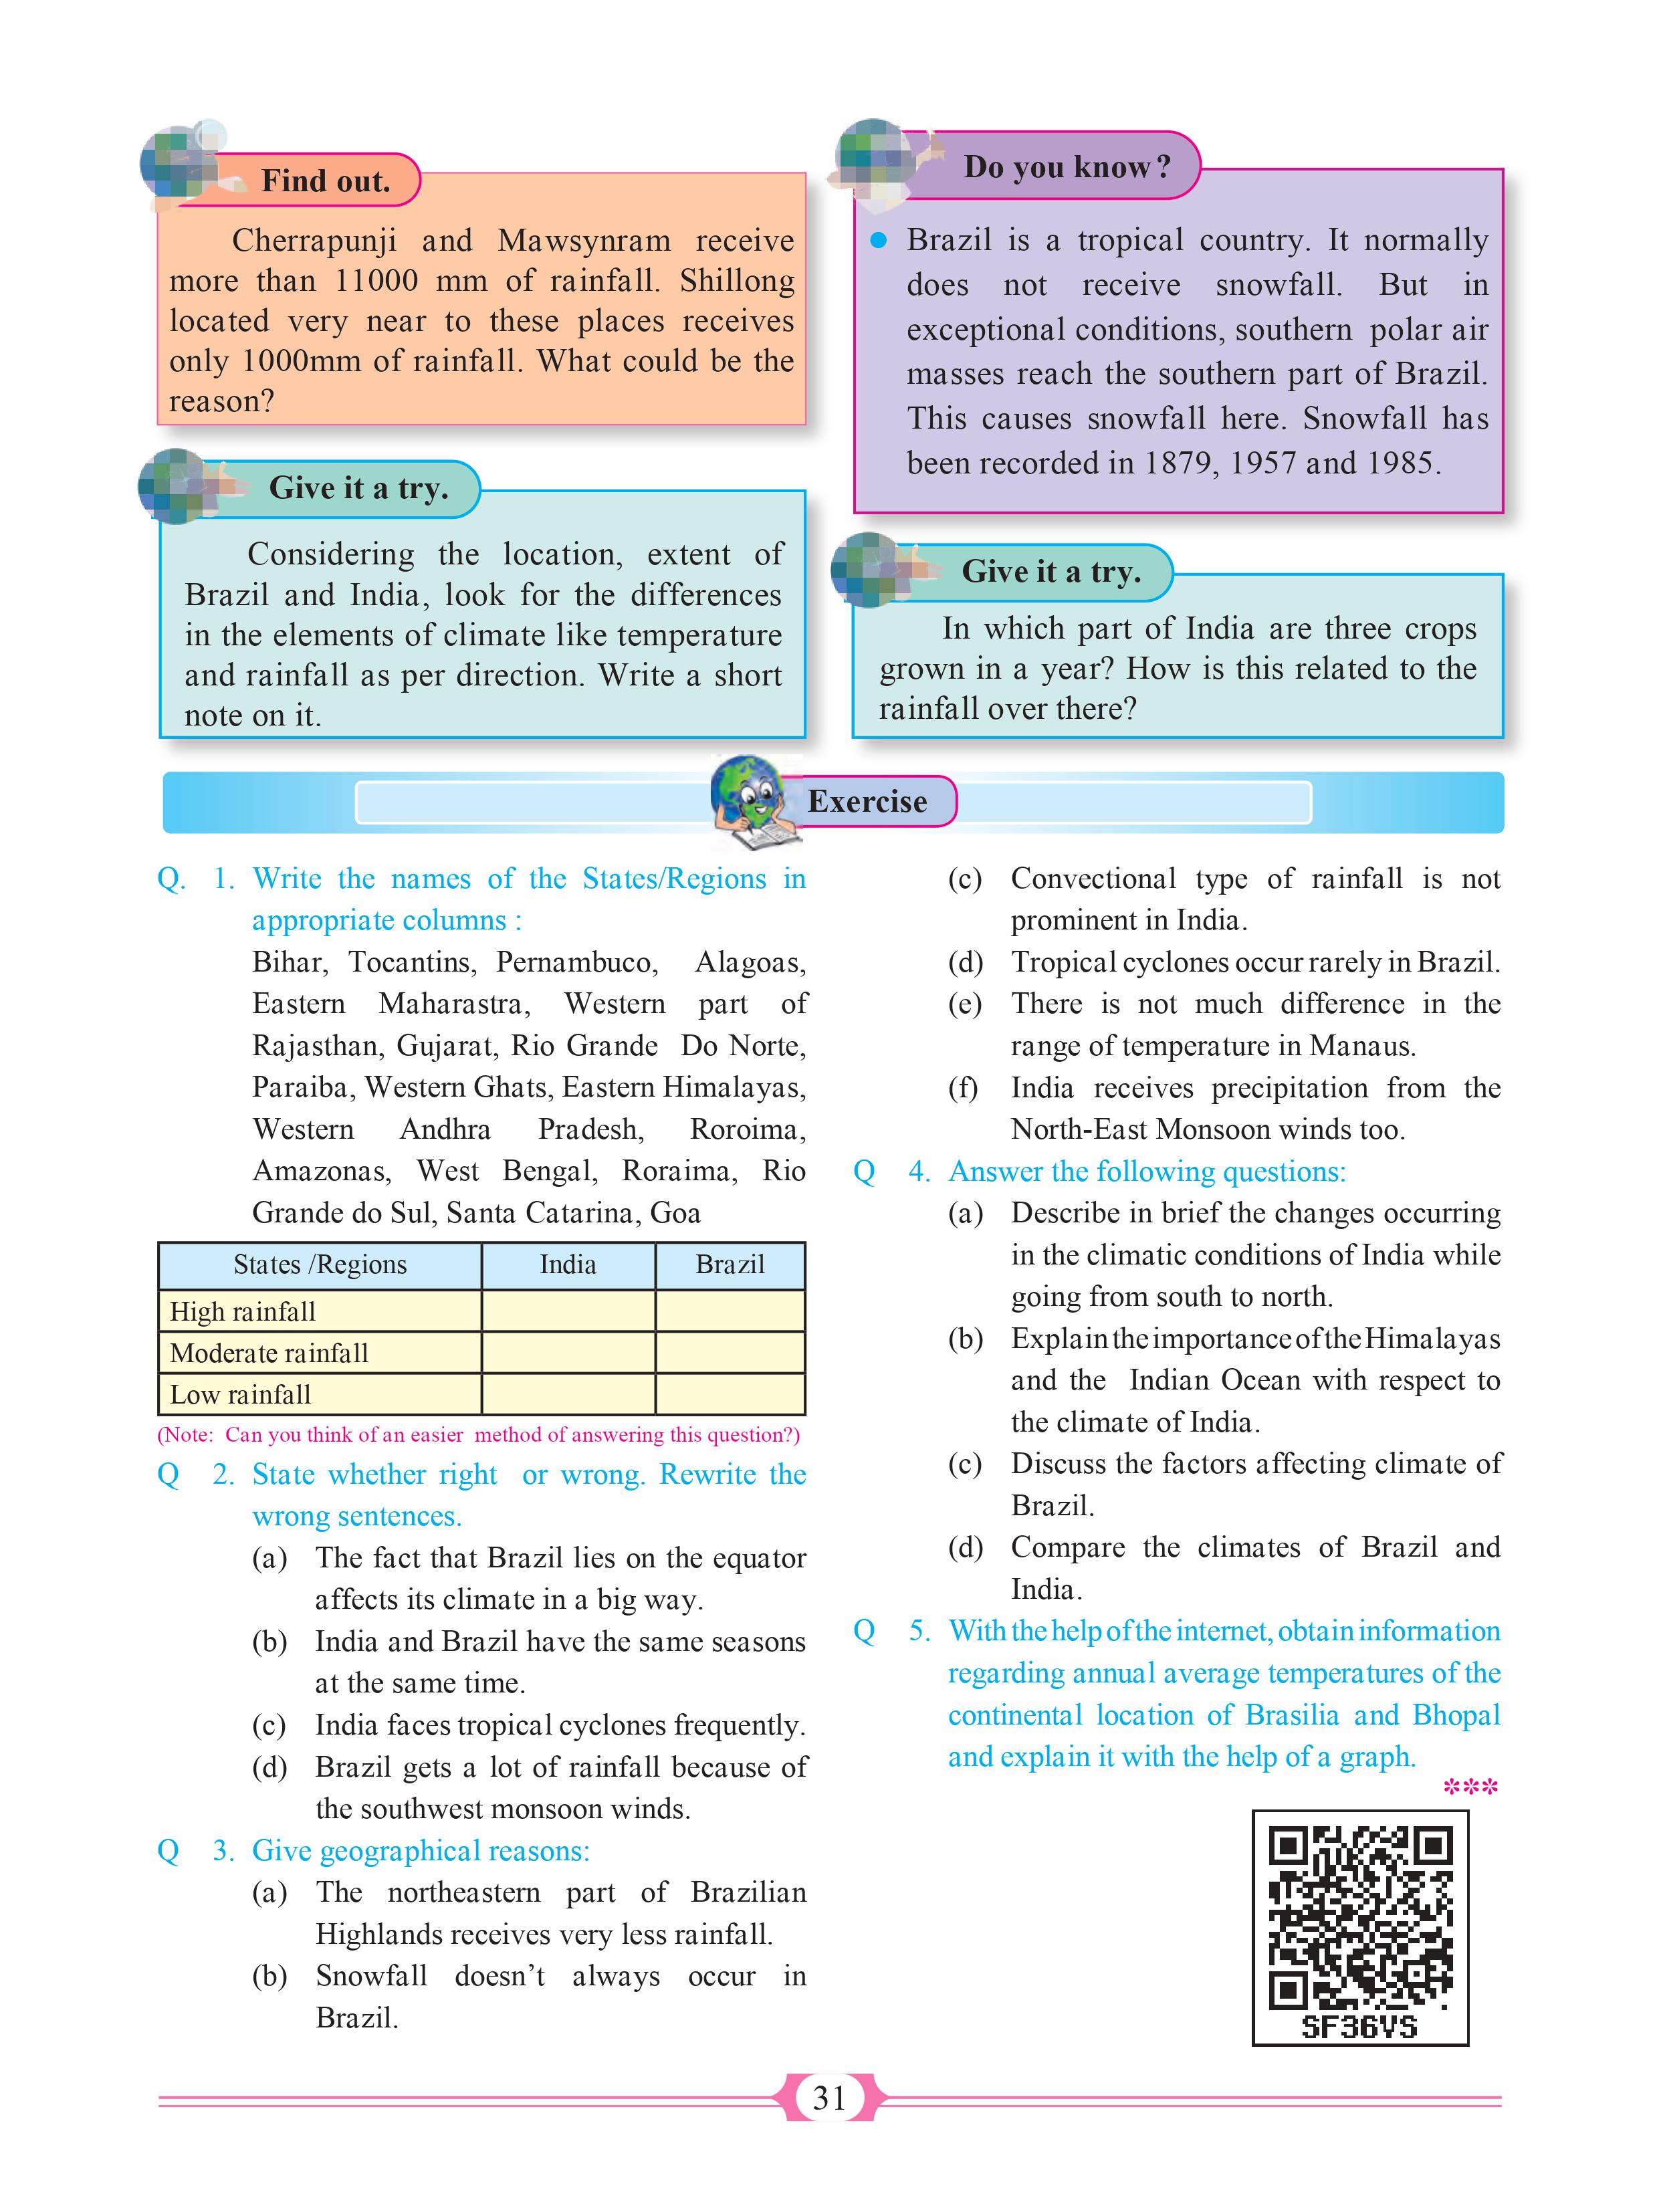 Find out.
Cherrapunji and Mawsynram receive
more than 11000 mm of rainfall. Shillong
located very near to these places receives
only 1000mm of rainfall. What could be the
reason?
Give it a try.
Considering the location, extent of
Brazil and India, look for the differences
in the elements of climate like temperature
and rainfall as per direction. Write a short
note on it.
Do you know?
● Brazil is a tropical country. It normally
does not receive snowfall. But in
exceptional conditions, southern polar air
masses reach the southern part of Brazil.
This causes snowfall here. Snowfall has
been recorded in 1879, 1957 and 1985.
Give it a try.
In which part of India are three crops
grown in a year? How is this related to the
rainfall over there?
Exercise
Q. 1. Write the names of the States/Regions in
appropriate columns :
Bihar, Tocantins, Pernambuco, Alagoas,
Eastern Maharastra, Western part of
Rajasthan, Gujarat, Rio Grande Do Norte,
Paraiba, Western Ghats, Eastern Himalayas,
Western Andhra Pradesh, Roroima,
Amazonas, West Bengal, Roraima, Rio
Grande do Sul, Santa Catarina, Goa
States /Regions India Brazil
High rainfall
Moderate rainfall
Low rainfall
(Note: Can you think of an easier method of answering this question?)
Q 2. State whether right or wrong. Rewrite the
wrong sentences.
(a) The fact that Brazil lies on the equator
affects its climate in a big way.
(b) India and Brazil have the same seasons
at the same time.
(c) India faces tropical cyclones frequently.
(d) Brazil gets a lot of rainfall because of
the southwest monsoon winds.
Q 3. Give geographical reasons:
(a) The northeastern part of Brazilian
Highlands receives very less rainfall.
(b) Snowfall doesn’t always occur in
Brazil.
(c) Convectional type of rainfall is not
prominent in India.
(d) Tropical cyclones occur rarely in Brazil.
(e) There is not much difference in the
range of temperature in Manaus.
(f) India receives precipitation from the
North-East Monsoon winds too.
Q 4. Answer the following questions:
(a) Describe in brief the changes occurring
in the climatic conditions of India while
going from south to north.
(b) Explain the importance of the Himalayas
and the Indian Ocean with respect to
the climate of India.
(c) Discuss the factors affecting climate of
Brazil.
(d) Compare the climates of Brazil and
India.
Q 5. With the help of the internet, obtain information
regarding annual average temperatures of the
continental location of Brasilia and Bhopal
and explain it with the help of a graph.
***
SF36VS
31